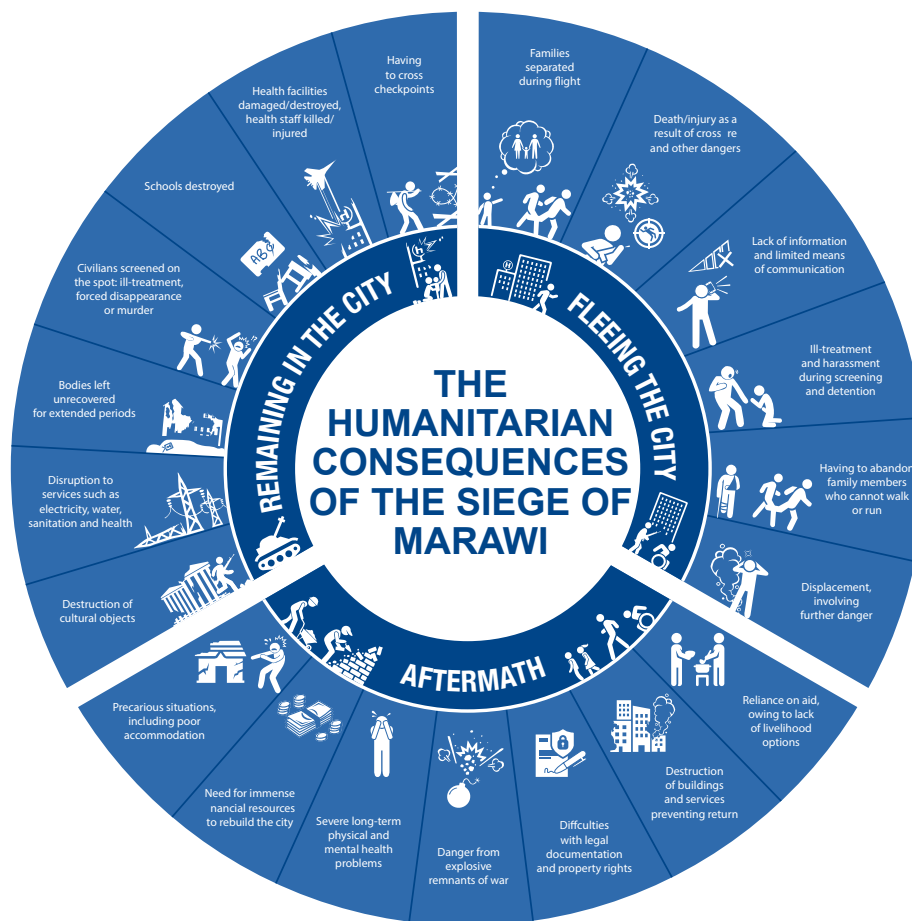 THE
HUMANITARIAN
CONSEQUENCES
OF THE SIEGE OF
MARAWI
REMAINING IN THE CITY
Having
to cross
checkpoints
Health facilities
damaged/destroyed,
health staff killed/
injured
Schools destroyed
ABC
Civilians screened on
the spot: ill-treatment,
forced disappearance
or murder
Bodies left
unrecovered
for extended periods
Disruption to
services such as
electricity, water,
sanitation and health
Destruction of
cultural objects
FLEEING THE CITY
H
Families
separated
during flight
Death/injury as a
result of cross re
and other dangers
Lack of information
and limited means
of communication
Ill-treatment
and harassment
during screening
and detention
Having to abandon
family members
who cannot walk
or run
Displacement,
involving
further danger
AFTERMATH
Reliance on aid,
owing to lack
of livelihood
options
Destruction
of buildings
and services
preventing return
Difficulties
with legal
documentation
and property rights
Danger from
explosive
remnants of war
Severe long-term
physical and
mental health
problems
Need for immense
nancial resources
to rebuild the city
Precarious situations,
including poor
accommodation